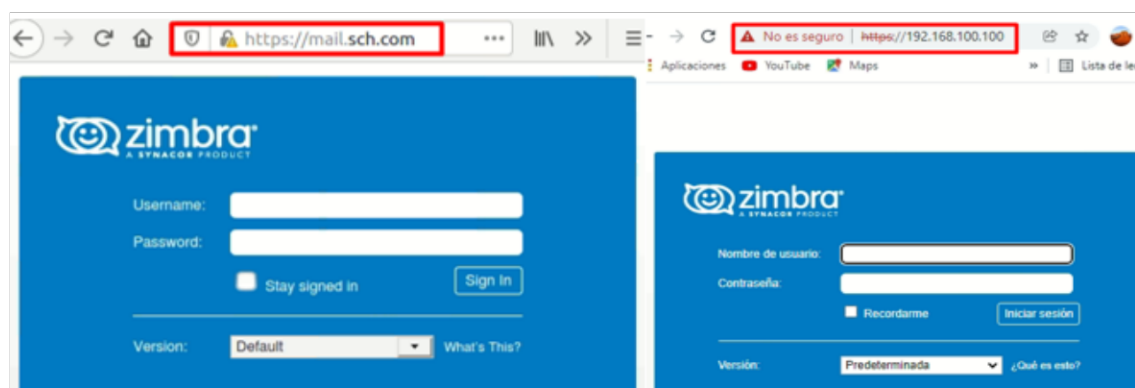 https://mail.sch.com
zimbra
A SYNACOR PRODUCT
Username:
Password:
Stay signed in
Sign In
Version:
Default
What's This?
No es seguro | https://192.168.100.100
Aplicaciones
YouTube
Maps
Lista de le
zimbra
A SYNACOR PRODUCT
Nombre de usuario:
Contraseña:
Recordarme
Iniciar sesión
Versión:
Predeterminada
¿Qué es esto?